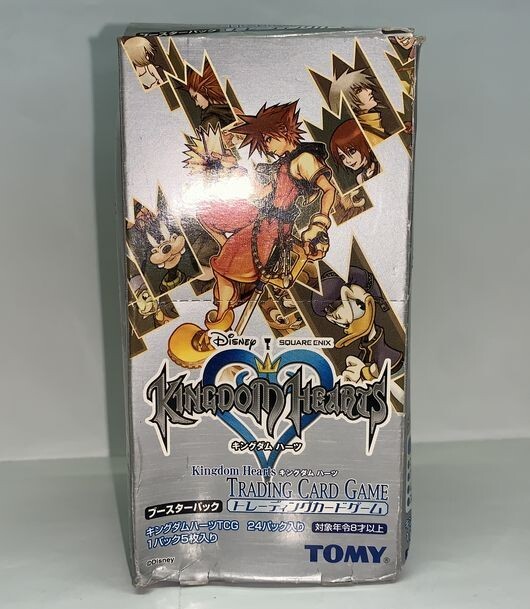 ブースターパック
Disney SQUARE ENIX
KINGDOM HEARTS
キングダム ハーツ
Kingdom Hearts キングダム ハーツ
TRADING CARD GAME
ブースターパック トレーディングカードゲーム
キングダムハーツTCG 24パック入り 対象年令8才以上
1パック5枚入り
©Disney
TOMY®